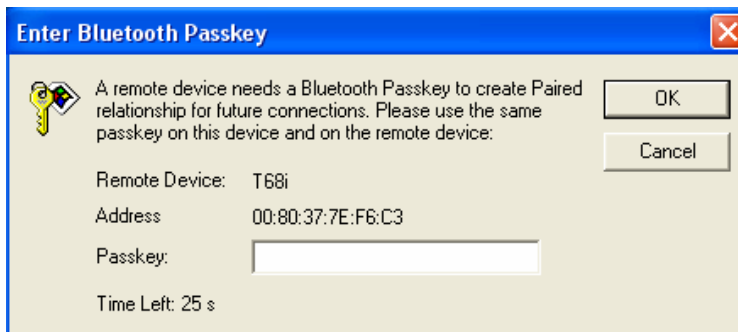 Enter Bluetooth Passkey
A remote device needs a Bluetooth Passkey to create Paired
relationship for future connections. Please use the same
passkey on this device and on the remote device:
OK
Cancel
Remote Device: T68i
Address 00:80:37:7E:F6:C3
Passkey:
Time Left: 25 s